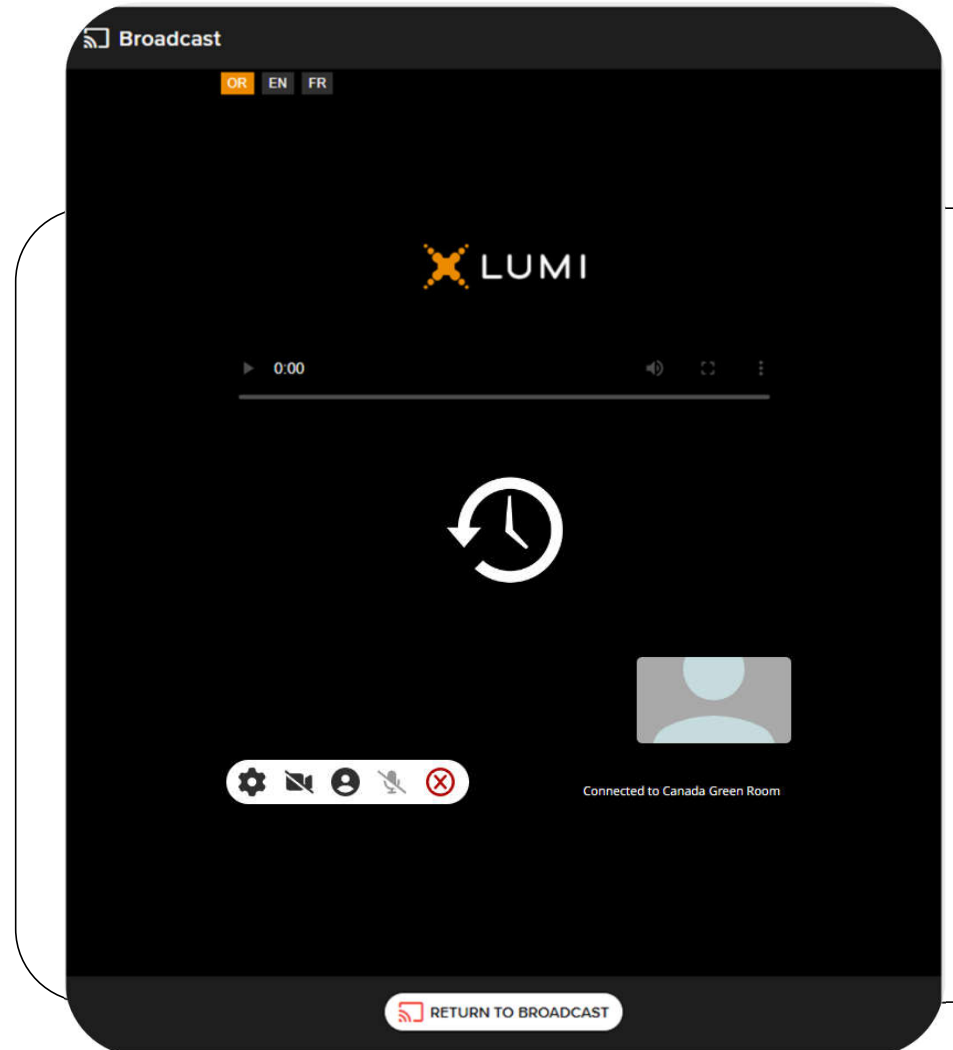 Broadcast
OR EN FR
LUMI
0:00
Connected to Canada Green Room
RETURN TO BROADCAST